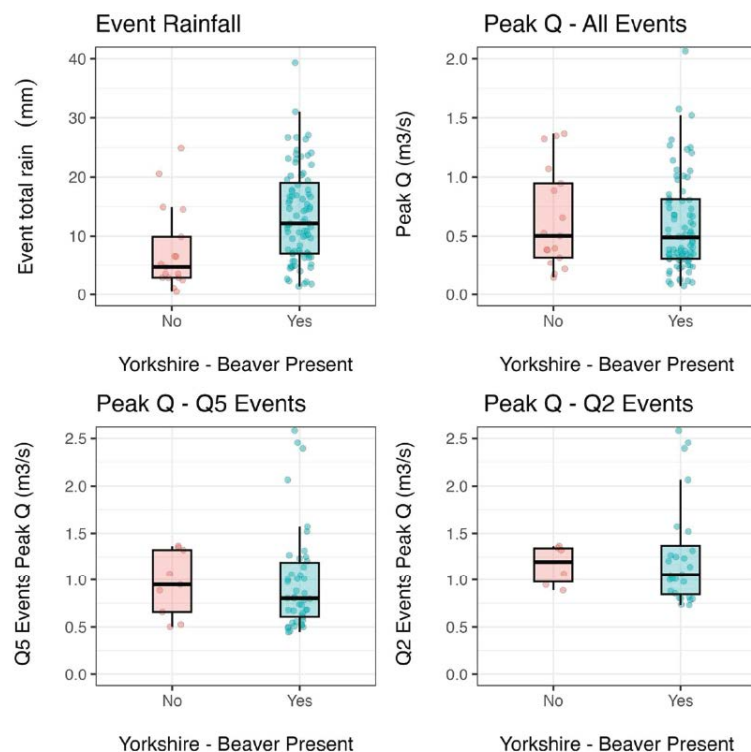 Event Rainfall
Event total rain (mm)
40
30
20
10
0
No Yes
Yorkshire - Beaver Present
Peak Q - All Events
Peak Q (m3/s)
2.0
1.5
1.0
0.5
0.0
No Yes
Yorkshire - Beaver Present
Peak Q - Q5 Events
Q5 Events Peak Q (m3/s)
2.5
2.0
1.5
1.0
0.5
0.0
No Yes
Yorkshire - Beaver Present
Peak Q - Q2 Events
Q2 Events Peak Q (m3/s)
2.5
2.0
1.5
1.0
0.5
0.0
No Yes
Yorkshire - Beaver Present